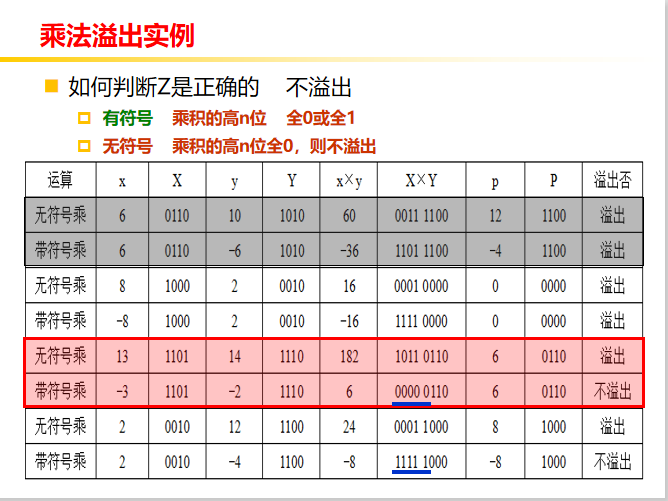 乘法溢出实例
如何判断Z是正确的 不溢出
有符号 乘积的高n位 全0或全1
无符号 乘积的高n位全0，则不溢出
运算 x X y Y x×y X×Y p P 溢出否
无符号乘 6 0110 10 1010 60 0011 1100 12 1100 溢出
带符号乘 6 0110 -6 1010 -36 1101 1100 -4 1100 溢出
无符号乘 8 1000 2 0010 16 0001 0000 0 0000 溢出
带符号乘 -8 1000 2 0010 -16 1111 0000 0 0000 溢出
无符号乘 13 1101 14 1110 182 1011 0110 6 0110 溢出
带符号乘 -3 1101 -2 1110 6 0000 0110 6 0110 不溢出
无符号乘 2 0010 12 1100 24 0001 1000 8 1000 溢出
带符号乘 2 0010 -4 1100 -8 1111 1000 -8 1000 不溢出